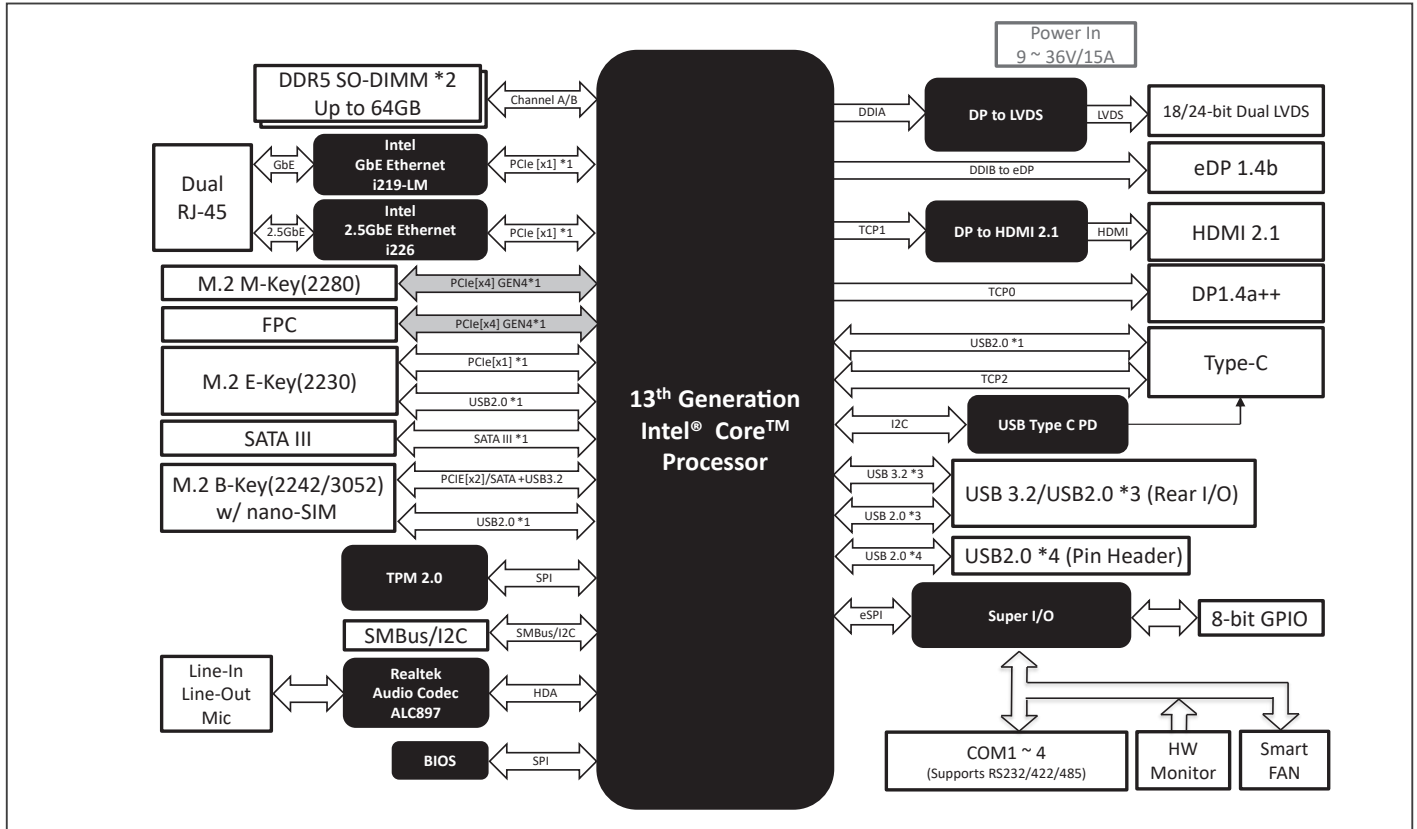 Power In
9 ~ 36V/15A
DDR5 SO-DIMM *2
Up to 64GB
Channel A/B
Dual
RJ-45
GbE
Intel
GbE Ethernet
i219-LM
PCIe [x1] *1
2.5GbE
Intel
2.5GbE Ethernet
i226
PCIe [x1] *1
M.2 M-Key(2280)
PCIe[x4] GEN4*1
FPC
PCIe[x4] GEN4*1
M.2 E-Key(2230)
PCIe[x1] *1
USB2.0 *1
SATA III
SATA III *1
M.2 B-Key(2242/3052)
w/ nano-SIM
PCIE[x2]/SATA +USB3.2
USB2.0 *1
TPM 2.0
SPI
SMBus/I2C
SMBus/I2C
Line-In
Line-Out
Mic
Realtek
Audio Codec
ALC897
HDA
BIOS
SPI
13th Generation
Intel® Core™
Processor
DDIA
DP to LVDS
LVDS
18/24-bit Dual LVDS
DDIB to eDP
eDP 1.4b
TCP1
DP to HDMI 2.1
HDMI
HDMI 2.1
TCP0
DP1.4a++
USB2.0 *1
TCP2
Type-C
I2C
USB Type C PD
USB 3.2 *3
USB 2.0 *3
USB 3.2/USB2.0 *3 (Rear I/O)
USB 2.0 *4
USB2.0 *4 (Pin Header)
eSPI
Super I/O
8-bit GPIO
COM1 ~ 4
(Supports RS232/422/485)
HW
Monitor
Smart
FAN